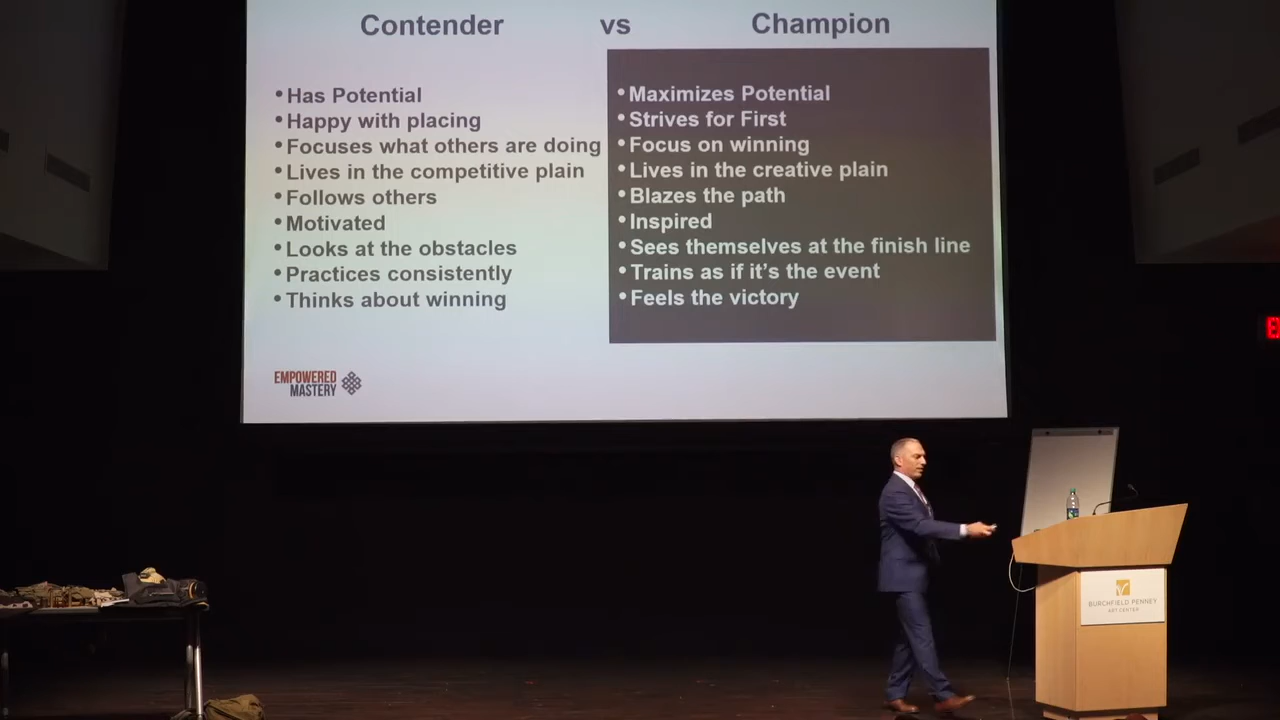 Contender vs Champion
• Has Potential
• Happy with placing
• Focuses what others are doing
• Lives in the competitive plain
• Follows others
• Motivated
• Looks at the obstacles
• Practices consistently
• Thinks about winning
• Maximizes Potential
• Strives for First
• Focus on winning
• Lives in the creative plain
• Blazes the path
• Inspired
• Sees themselves at the finish line
• Trains as if it's the event
• Feels the victory
EMPOWERED
MASTERY
BURCHFIELD PENNEY
ART CENTER